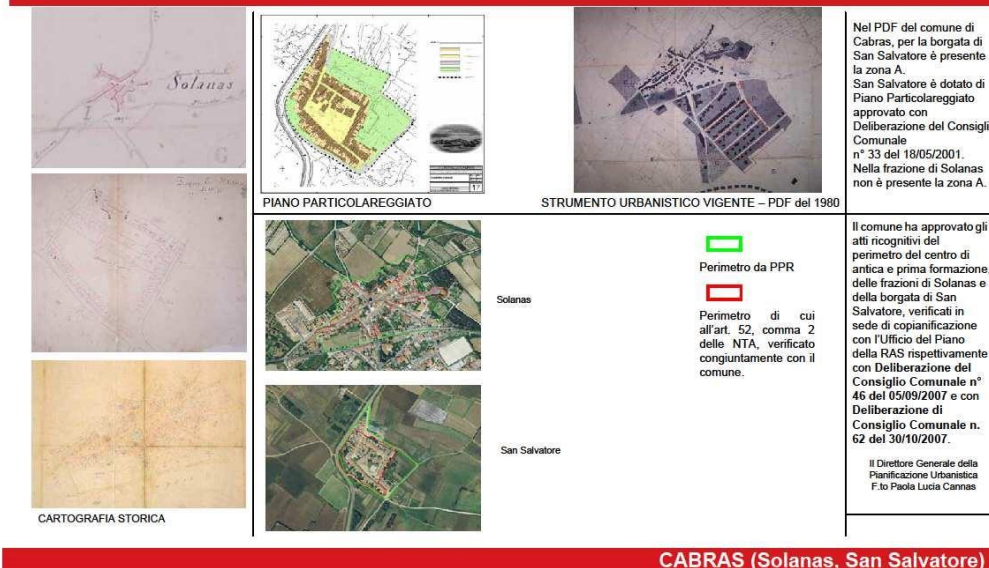 Solanas
PIANO PARTICOLAREGGIATO
STRUMENTO URBANISTICO VIGENTE – PDF del 1980
Nel PDF del comune di
Cabras, per la borgata di
San Salvatore è presente
la zona A.
San Salvatore è dotato di
Piano Particolareggiato
approvato con
Deliberazione del Consigli
Comunale
n° 33 del 18/05/2001.
Nella frazione di Solanas
non è presente la zona A.
CARTOGRAFIA STORICA
Solanas
San Salvatore
Perimetro da PPR
Perimetro di cui
all'art. 52, comma 2
delle NTA, verificato
congiuntamente con il
comune.
Il comune ha approvato gli
atti ricognitivi del
perimetro del centro di
antica e prima formazione,
delle frazioni di Solanas e
della borgata di San
Salvatore, verificati in
sede di copianificazione
con l'Ufficio del Piano
della RAS rispettivamente
con Deliberazione del
Consiglio Comunale n°
46 del 05/09/2007 e con
Deliberazione di
Consiglio Comunale n.
62 del 30/10/2007.
Il Direttore Generale della
Pianificazione Urbanistica
F.to Paola Lucia Cannas
CABRAS (Solanas, San Salvatore)